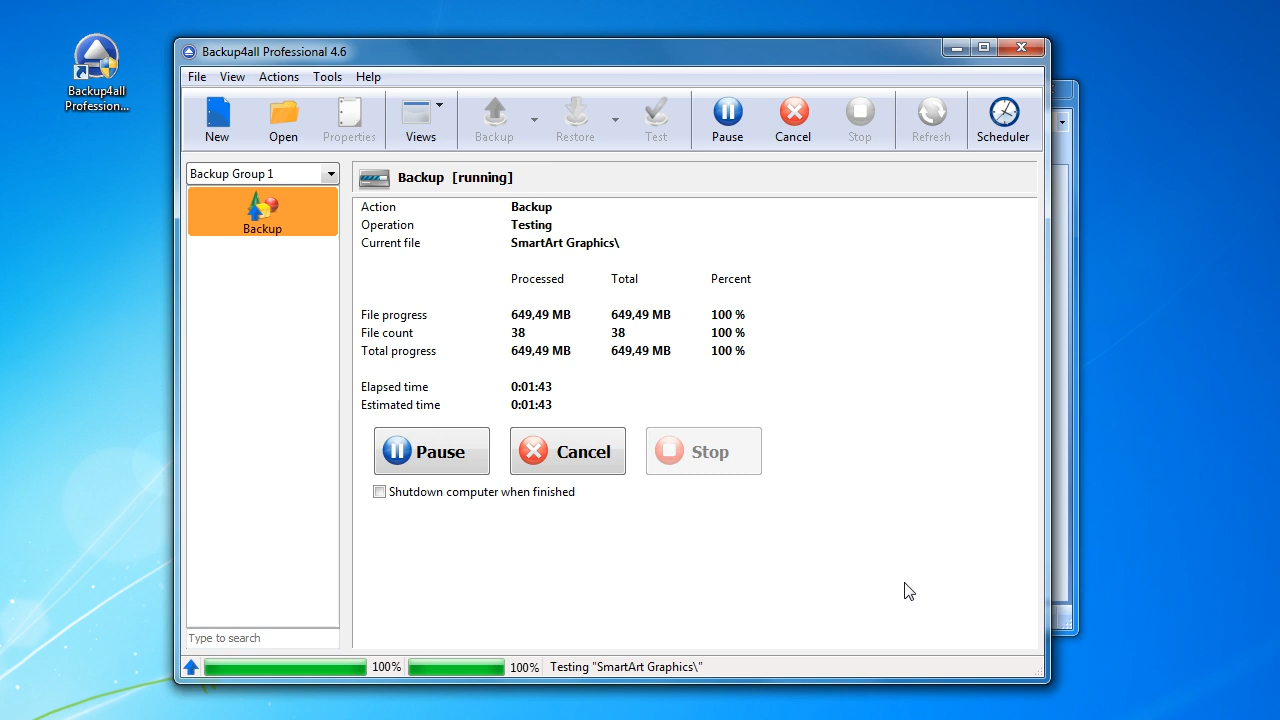 Backup4all
Profession...
Backup4all Professional 4.6
File View Actions Tools Help
New Open Properties Views Backup Restore Test Pause Cancel Stop Refresh Scheduler
Backup Group 1
Backup
Backup [running]
Action Backup
Operation Testing
Current file SmartArt Graphics\
Processed Total Percent
File progress 649,49 MB 649,49 MB 100 %
File count 38 38 100 %
Total progress 649,49 MB 649,49 MB 100 %
Elapsed time 0:01:43
Estimated time 0:01:43
Pause Cancel Stop
Shutdown computer when finished
Type to search
100% 100% Testing "SmartArt Graphics\"